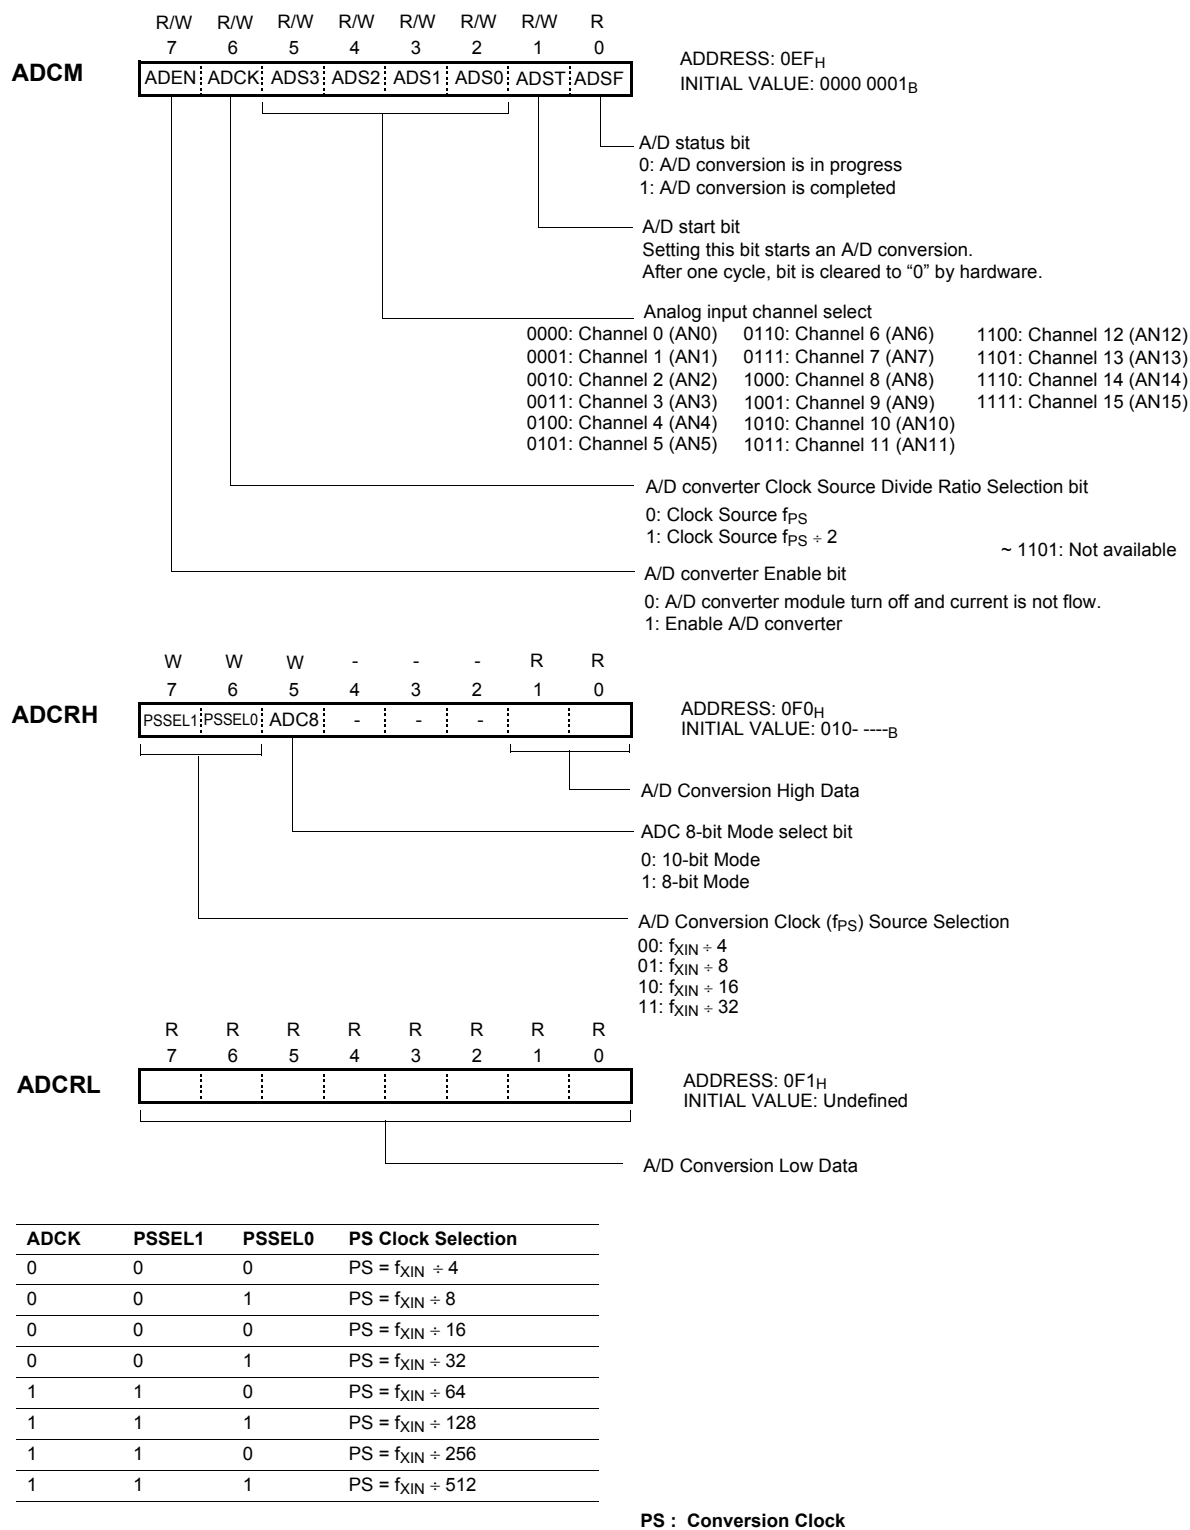 R/W R/W R/W R/W R/W R/W R/W R
7 6 5 4 3 2 1 0
ADCM
ADEN ADCK ADS3 ADS2 ADS1 ADS0 ADST ADSF
ADDRESS: 0EFH
INITIAL VALUE: 0000 0001B
A/D status bit
0: A/D conversion is in progress
1: A/D conversion is completed
A/D start bit
Setting this bit starts an A/D conversion.
After one cycle, bit is cleared to “0” by hardware.
Analog input channel select
0000: Channel 0 (AN0) 0110: Channel 6 (AN6) 1100: Channel 12 (AN12)
0001: Channel 1 (AN1) 0111: Channel 7 (AN7) 1101: Channel 13 (AN13)
0010: Channel 2 (AN2) 1000: Channel 8 (AN8) 1110: Channel 14 (AN14)
0011: Channel 3 (AN3) 1001: Channel 9 (AN9) 1111: Channel 15 (AN15)
0100: Channel 4 (AN4) 1010: Channel 10 (AN10)
0101: Channel 5 (AN5) 1011: Channel 11 (AN11)
A/D converter Clock Source Divide Ratio Selection bit
0: Clock Source fPS
1: Clock Source fPS ÷ 2
~ 1101: Not available
A/D converter Enable bit
0: A/D converter module turn off and current is not flow.
1: Enable A/D converter
W W W - - - R R
7 6 5 4 3 2 1 0
ADCRH
PSSEL1 PSSEL0 ADC8 - - -
ADDRESS: 0F0H
INITIAL VALUE: 010- ----B
A/D Conversion High Data
ADC 8-bit Mode select bit
0: 10-bit Mode
1: 8-bit Mode
A/D Conversion Clock (fPS) Source Selection
00: fXIN ÷ 4
01: fXIN ÷ 8
10: fXIN ÷ 16
11: fXIN ÷ 32
R R R R R R R R
7 6 5 4 3 2 1 0
ADCRL
ADDRESS: 0F1H
INITIAL VALUE: Undefined
A/D Conversion Low Data
ADCK PSSEL1 PSSEL0 PS Clock Selection
0 0 0 PS = fXIN ÷ 4
0 0 1 PS = fXIN ÷ 8
0 0 0 PS = fXIN ÷ 16
0 0 1 PS = fXIN ÷ 32
1 1 0 PS = fXIN ÷ 64
1 1 1 PS = fXIN ÷ 128
1 1 0 PS = fXIN ÷ 256
1 1 1 PS = fXIN ÷ 512
PS : Conversion Clock